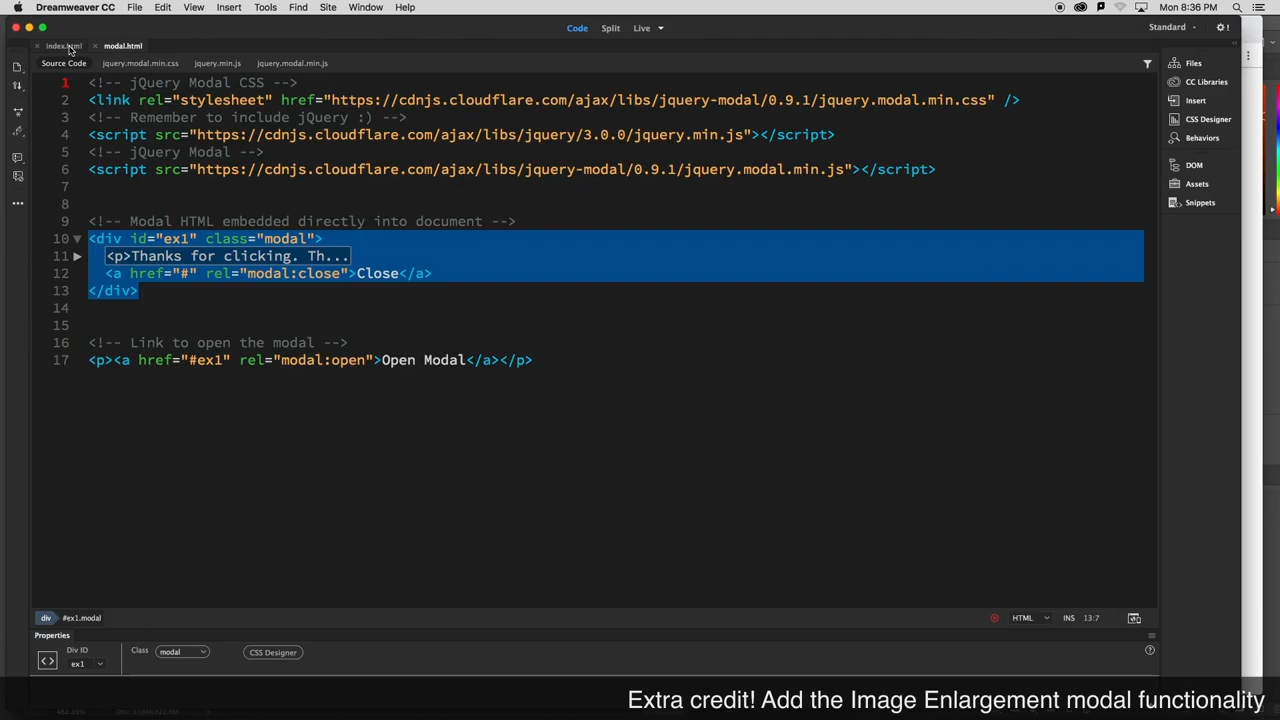 Dreamweaver CC File Edit View Insert Tools Find Site Window Help
Mon 8:36 PM
Code Split Live
Standard
index.html
modal.html
Source Code jquery.modal.min.css jquery.min.js jquery.modal.min.js
1 <!-- jQuery Modal CSS -->
2 <link rel="stylesheet" href="https://cdnjs.cloudflare.com/ajax/libs/jquery-modal/0.9.1/jquery.modal.min.css" />
3 <!-- Remember to include jQuery :) -->
4 <script src="https://cdnjs.cloudflare.com/ajax/libs/jquery/3.0.0/jquery.min.js"></script>
5 <!-- jQuery Modal -->
6 <script src="https://cdnjs.cloudflare.com/ajax/libs/jquery-modal/0.9.1/jquery.modal.min.js"></script>
7
8
9 <!-- Modal HTML embedded directly into document -->
10 <div id="ex1" class="modal">
11 <p>Thanks for clicking. Th...
12 <a href="#" rel="modal:close">Close</a>
13 </div>
14
15
16 <!-- Link to open the modal -->
17 <p><a href="#ex1" rel="modal:open">Open Modal</a></p>
Files
CC Libraries
Insert
CSS Designer
Behaviors
DOM
Assets
Snippets
div #ex1.modal
HTML INS 13:7
Properties
Div ID
ex1
Class modal
CSS Designer
Extra credit! Add the Image Enlargement modal functionality